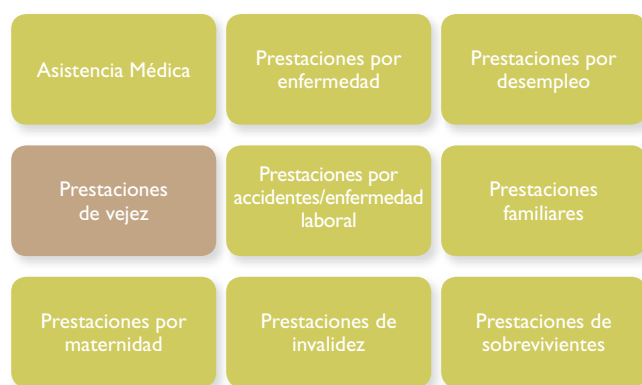 Asistencia Médica
Prestaciones por
enfermedad
Prestaciones por
desempleo
Prestaciones
de vejez
Prestaciones por
accidentes/enfermedad
laboral
Prestaciones
familiares
Prestaciones por
maternidad
Prestaciones de
invalidez
Prestaciones de
sobrevivientes